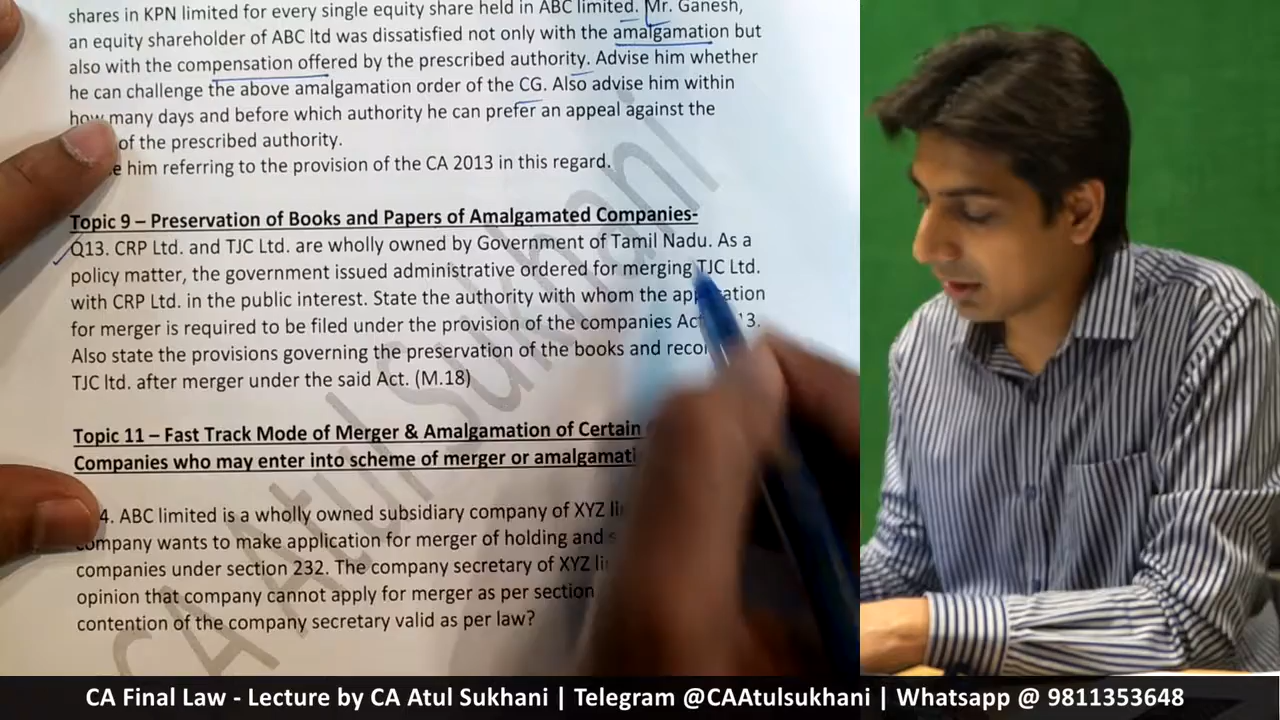 shares in KPN limited for every single equity share held in ABC limited. Mr. Ganesh,
an equity shareholder of ABC ltd was dissatisfied not only with the amalgamation but
also with the compensation offered by the prescribed authority. Advise him whether
he can challenge the above amalgamation order of the CG. Also advise him within
how many days and before which authority he can prefer an appeal against the
of the prescribed authority.
him referring to the provision of the CA 2013 in this regard.
Topic 9 – Preservation of Books and Papers of Amalgamated Companies-
Q13. CRP Ltd. and TJC Ltd. are wholly owned by Government of Tamil Nadu. As a
policy matter, the government issued administrative ordered for merging TJC Ltd.
with CRP Ltd. in the public interest. State the authority with whom the application
for merger is required to be filed under the provision of the companies Act
Also state the provisions governing the preservation of the books and
TJC ltd. after merger under the said Act. (M.18)
Topic 11 – Fast Track Mode of Merger & Amalgamation of Certain
Companies who may enter into scheme of merger or
4. ABC limited is a wholly owned subsidiary company of XYZ
company wants to make application for merger of holding and
companies under section 232. The company secretary of XYZ
opinion that company cannot apply for merger as per section
contention of the company secretary valid as per law?
CA Atul Sukhani
CA Final Law - Lecture by CA Atul Sukhani | Telegram @CAAtulsukhani | Whatsapp @ 9811353648